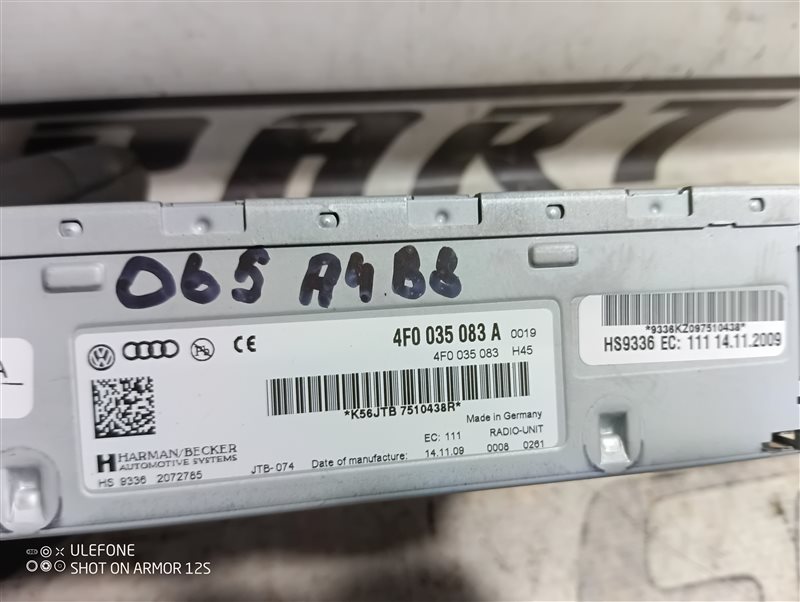 ART
065 A4B8
4F0 035 083 A 0019
4F0 035 083 H45
*K56JTB 7510438R*
Made in Germany
HARMAN/BECKER
AUTOMOTIVE SYSTEMS
HS 9336 2072785
JTB-074
Date of manufacture:
EC: 111
14.11.09
RADIO-UNIT
0008 0261
*9336KZ097510438*
HS9336 EC: 111 14.11.2009
A
ULEFONE
SHOT ON ARMOR 12S